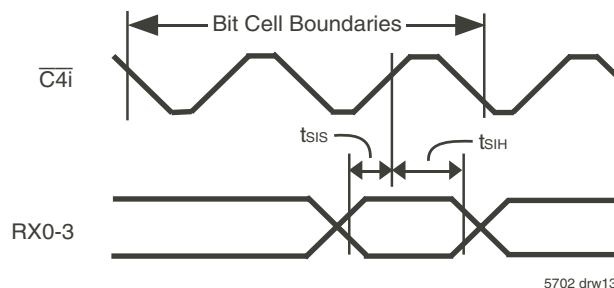 Bit Cell Boundaries
C4i
tSIS
tSIH
RX0-3
5702 drw13